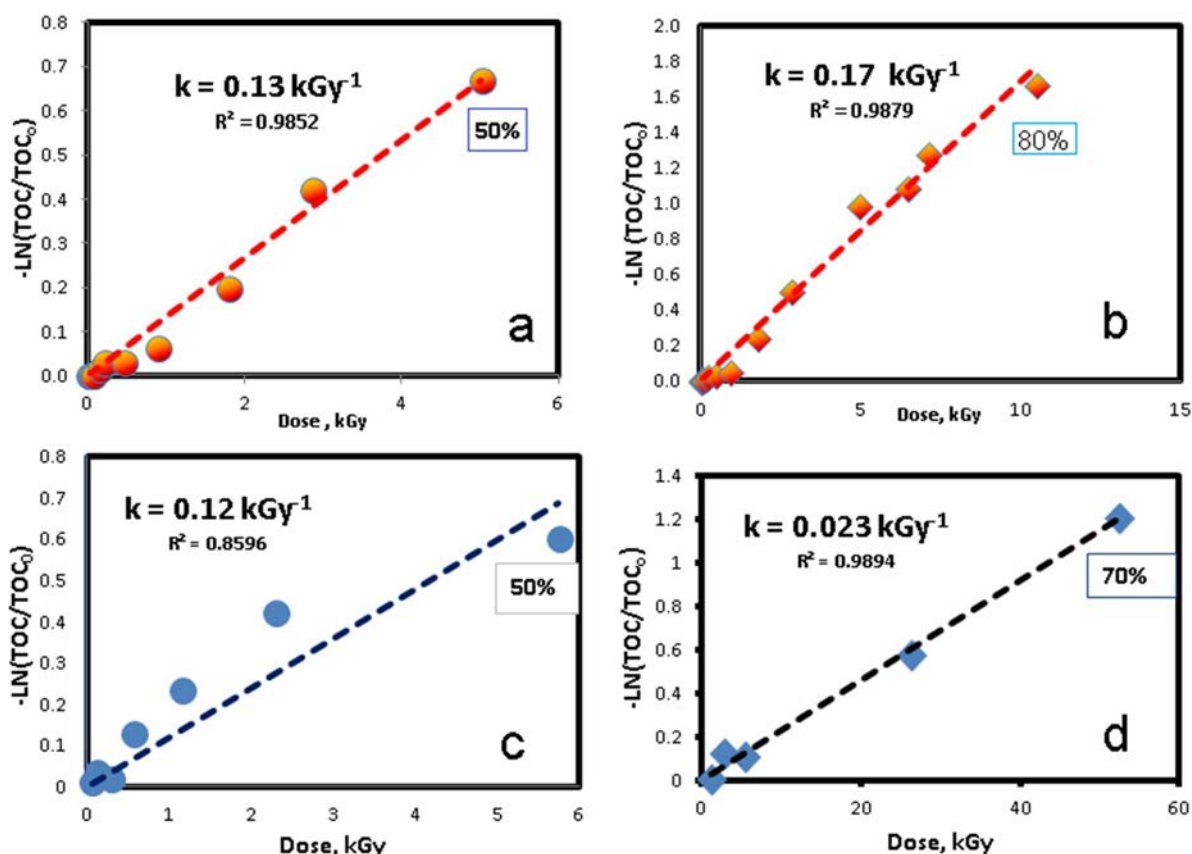 0.8
0.7
0.6
0.5
0.4
0.3
0.2
0.1
0.0
-LN(TOC/TOCₒ)
k = 0.13 kGy⁻¹
R² = 0.9852
50%
a
0 2 4 6
Dose , kGy
2.0
1.8
1.6
1.4
1.2
1.0
0.8
0.6
0.4
0.2
0.0
-LN (TOC/TOCₒ)
k = 0.17 kGy⁻¹
R² = 0.9879
80%
b
0 5 10 15
Dose, kGy
0.8
0.7
0.6
0.5
0.4
0.3
0.2
0.1
0
-LN(TOC/TOC₀)
k = 0.12 kGy⁻¹
R² = 0.8596
50%
c
0 1 2 3 4 5 6
Dose, kGy
1.4
1.2
1
0.8
0.6
0.4
0.2
0
-LN(TOC/TOCₒ)
k = 0.023 kGy⁻¹
R² = 0.9894
70%
d
0 20 40 60
Dose, kGy